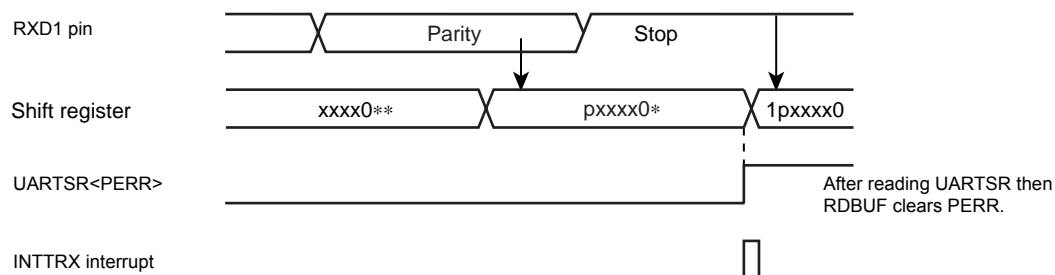 RXD1 pin
Parity
Stop
Shift register
xxxx0**
pxxxx0*
1pxxxx0
UARTSR<PERR>
After reading UARTSR then
RDBUF clears PERR.
INTTRX interrupt